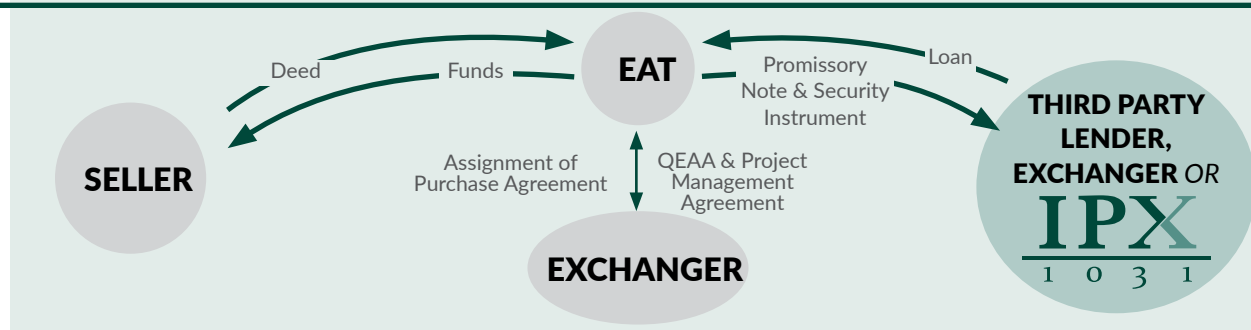 Deed
Funds
EAT
Promissory
Note & Security
Instrument
Loan
SELLER
Assignment of
Purchase Agreement
QEAA & Project
Management
Agreement
EXCHANGER
THIRD PARTY
LENDER,
EXCHANGER OR
IPX
1031